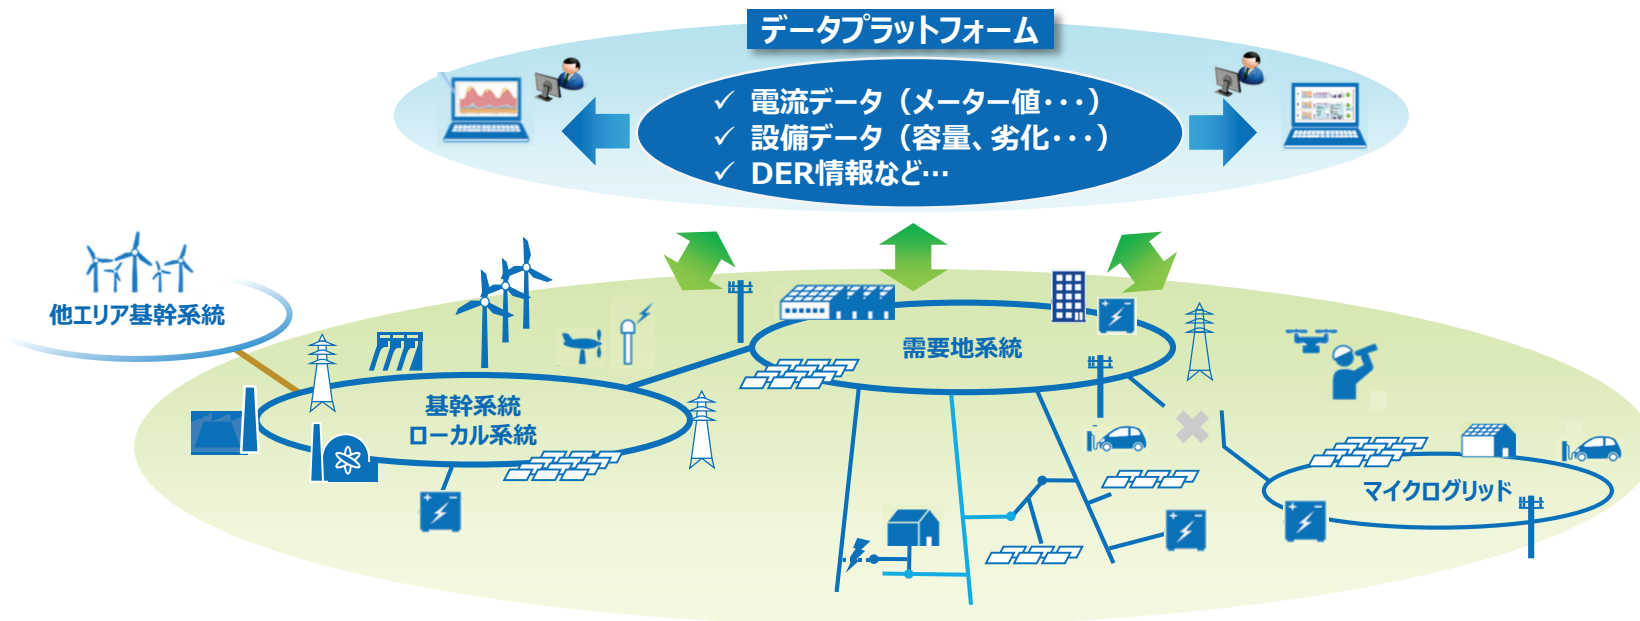 データプラットフォーム
✓ 電流データ（メーター値･･･）
✓ 設備データ（容量、劣化･･･）
✓ DER情報など…
他エリア基幹系統
需要地系統
基幹系統
ローカル系統
マイクログリッド